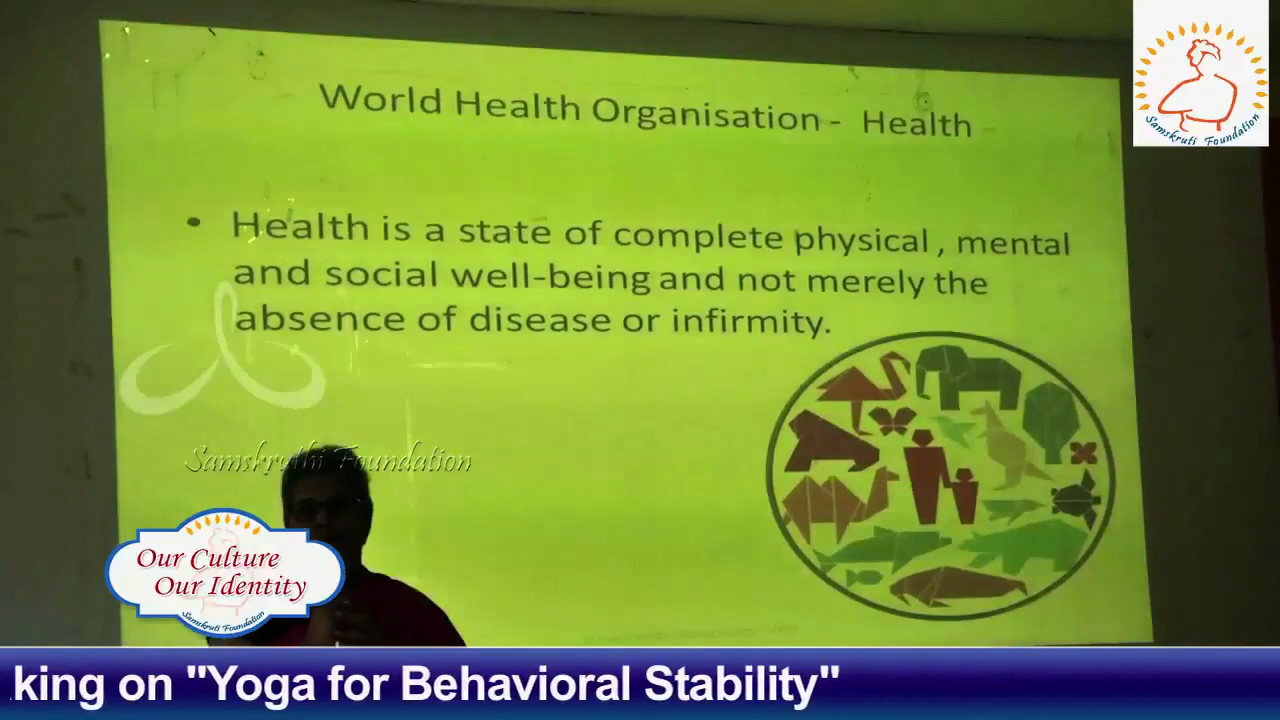 World Health Organisation - Health
Samskruti Foundation
• Health is a state of complete physical, mental
and social well-being and not merely the
absence of disease or infirmity.
Samskruthi Foundation
Our Culture
Our Identity
Samskruti Foundation
king on "Yoga for Behavioral Stability"